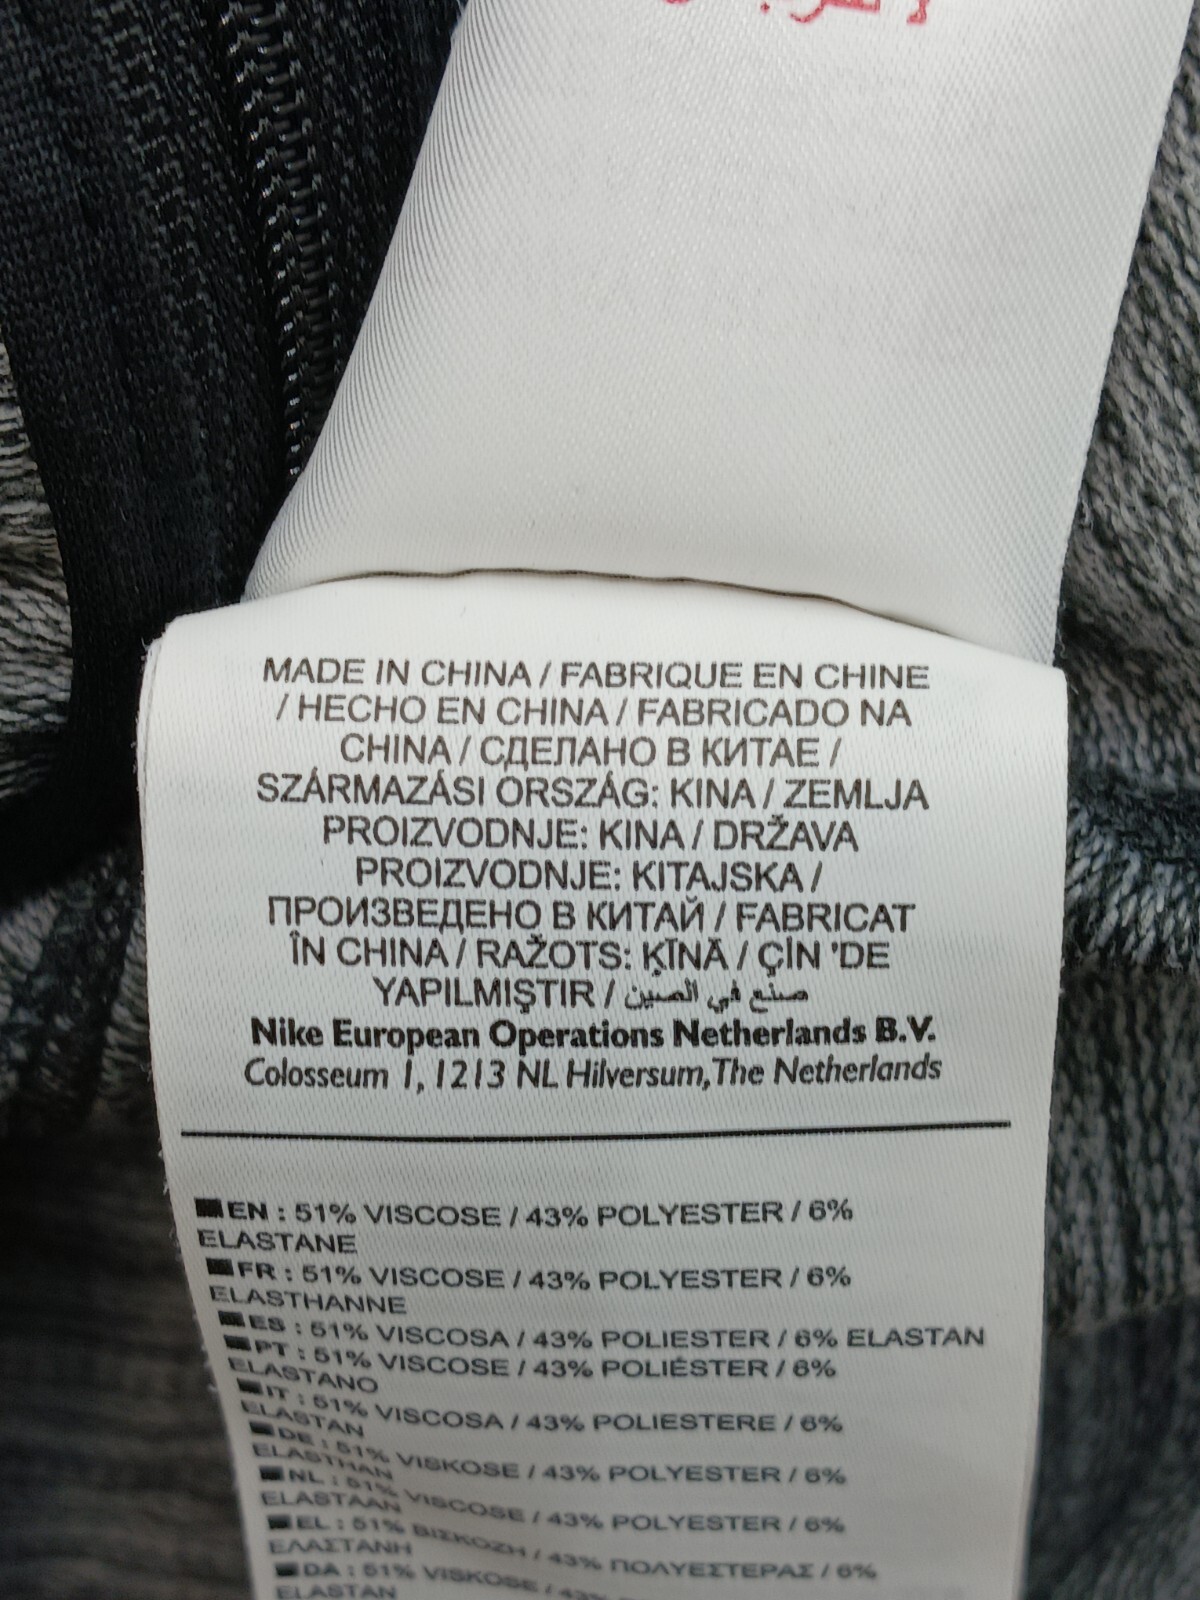 MADE IN CHINA / FABRIQUE EN CHINE
/ HECHO EN CHINA / FABRICADO NA
CHINA / СДЕЛАНО В КИТАЕ /
SZÁRMAZÁSI ORSZÁG: KINA / ZEMLJA
PROIZVODNJE: KINA / DRŽAVA
PROIZVODNJE: KITAJSKA /
ПРОИЗВЕДЕНО В КИТАЙ / FABRICAT
ÎN CHINA / RAŽOTS: ĶĪNĀ / ÇİN 'DE
YAPILMIŞTIR / صنع في الصين
Nike European Operations Netherlands B.V.
Colosseum 1, 1213 NL Hilversum, The Netherlands
EN : 51% VISCOSE / 43% POLYESTER / 6%
ELASTANE
FR : 51% VISCOSE / 43% POLYESTER / 6%
ELASTHANNE
ES : 51% VISCOSA / 43% POLIESTER / 6% ELASTAN
PT : 51% VISCOSE / 43% POLIÉSTER / 6%
ELASTANO
IT : 51% VISCOSA / 43% POLIESTERE / 6%
ELASTAN
DE : 51% VISKOSE / 43% POLYESTER / 6%
ELASTHAN
NL : 51% VISCOSE / 43% POLYESTER / 6%
ELASTAAN
EL : 51% ΒΙΣΚΟΖΗ / 43% ΠΟΛΥΕΣΤΕΡΑΣ / 6%
ΕΛΑΣΤΑΝΗ
DA : 51% VISKOSE / 43%
ELASTAN